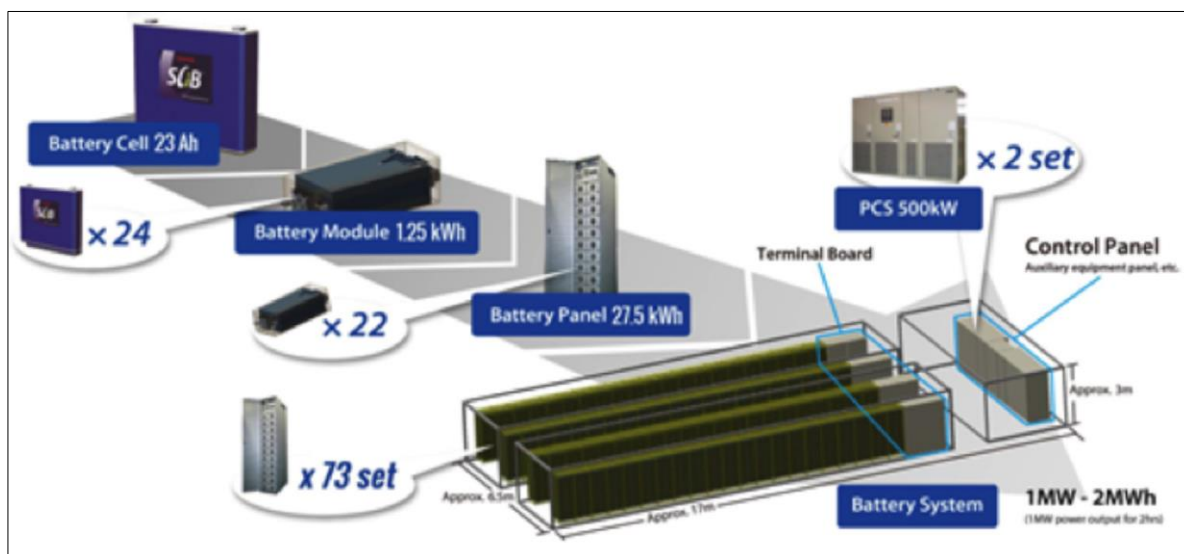 SCiB
Battery Cell 23 Ah
× 24
Battery Module 1.25 kWh
× 22
Battery Panel 27.5 kWh
x 73 set
× 2 set
PCS 500kW
Terminal Board
Control Panel
Auxiliary equipment panel, etc.
Approx. 3m
Approx. 6.5m
Approx. 17m
Battery System
1MW - 2MWh
(1MW power output for 2hrs)